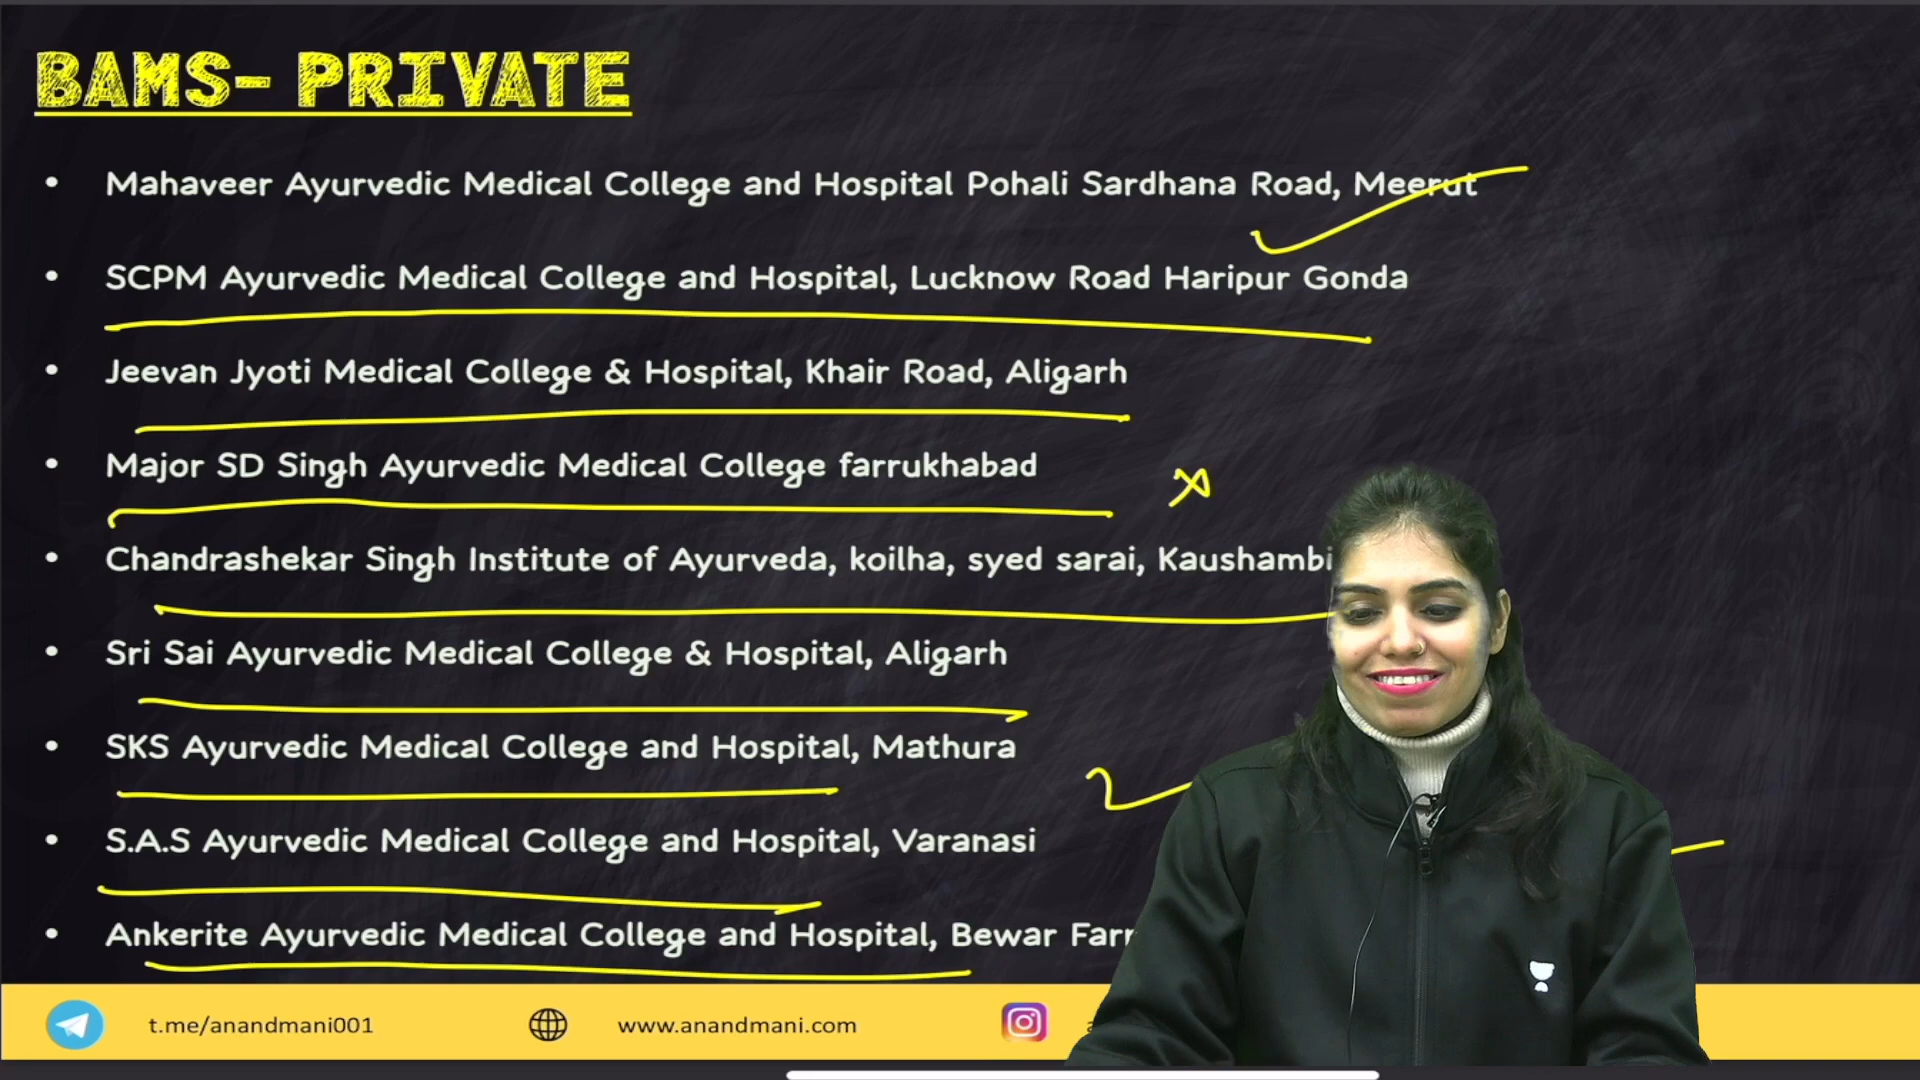 BAMS- PRIVATE
• Mahaveer Ayurvedic Medical College and Hospital Pohali Sardhana Road, Meerut
• SCPM Ayurvedic Medical College and Hospital, Lucknow Road Haripur Gonda
• Jeevan Jyoti Medical College & Hospital, Khair Road, Aligarh
• Major SD Singh Ayurvedic Medical College farrukhabad
• Chandrashekar Singh Institute of Ayurveda, koilha, syed sarai, Kaushambi
• Sri Sai Ayurvedic Medical College & Hospital, Aligarh
• SKS Ayurvedic Medical College and Hospital, Mathura
• S.A.S Ayurvedic Medical College and Hospital, Varanasi
• Ankerite Ayurvedic Medical College and Hospital, Bewar
t.me/anandmani001 www.anandmani.com